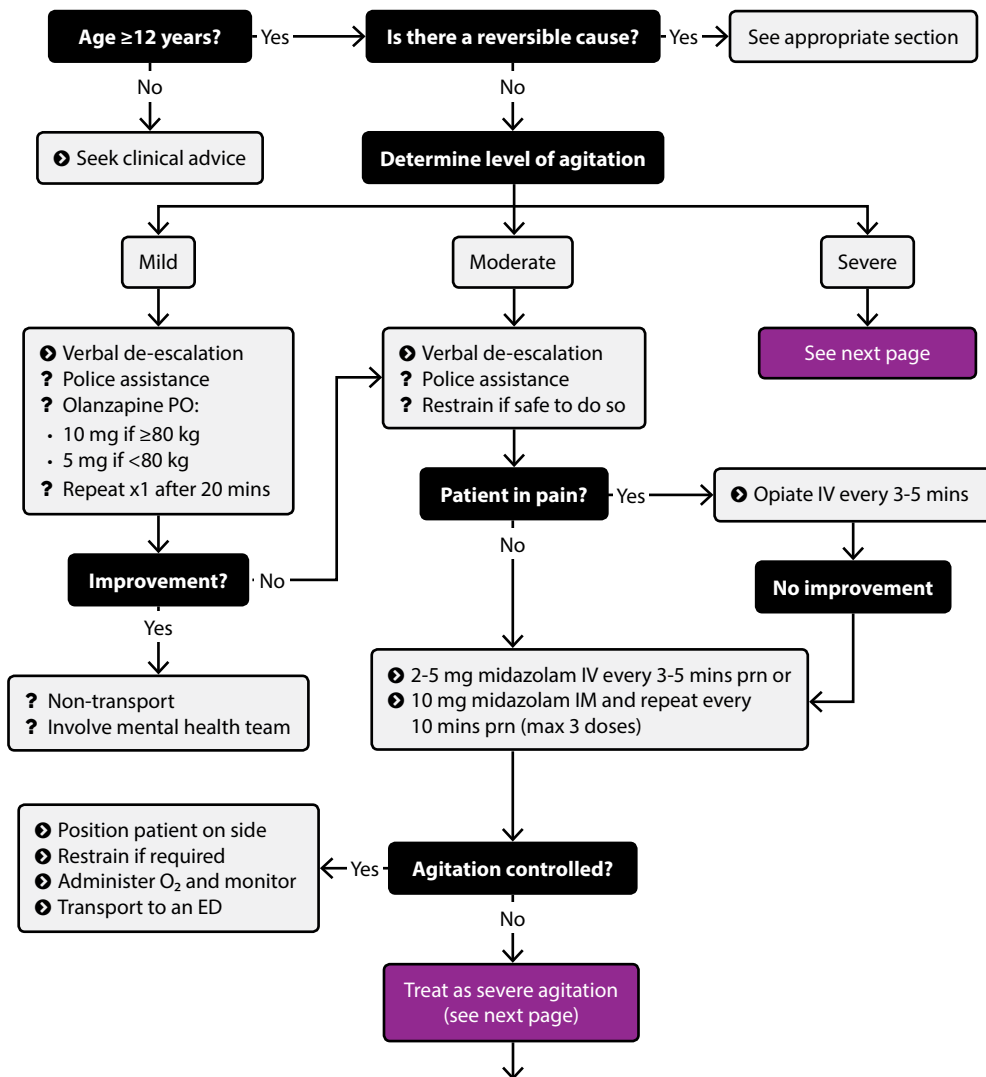 Age ≥12 years?
Yes
Is there a reversible cause?
Yes
See appropriate section
No
No
Seek clinical advice
Determine level of agitation
Mild
Moderate
Severe
Verbal de-escalation
? Police assistance
? Olanzapine PO:
• 10 mg if ≥80 kg
• 5 mg if <80 kg
? Repeat x1 after 20 mins
Verbal de-escalation
? Police assistance
? Restrain if safe to do so
See next page
Patient in pain?
Yes
Opiate IV every 3-5 mins
No
Improvement?
No
No improvement
Yes
? Non-transport
? Involve mental health team
2-5 mg midazolam IV every 3-5 mins prn or
10 mg midazolam IM and repeat every
10 mins prn (max 3 doses)
Position patient on side
Restrain if required
Administer O₂ and monitor
Transport to an ED
Yes
Agitation controlled?
No
Treat as severe agitation
(see next page)